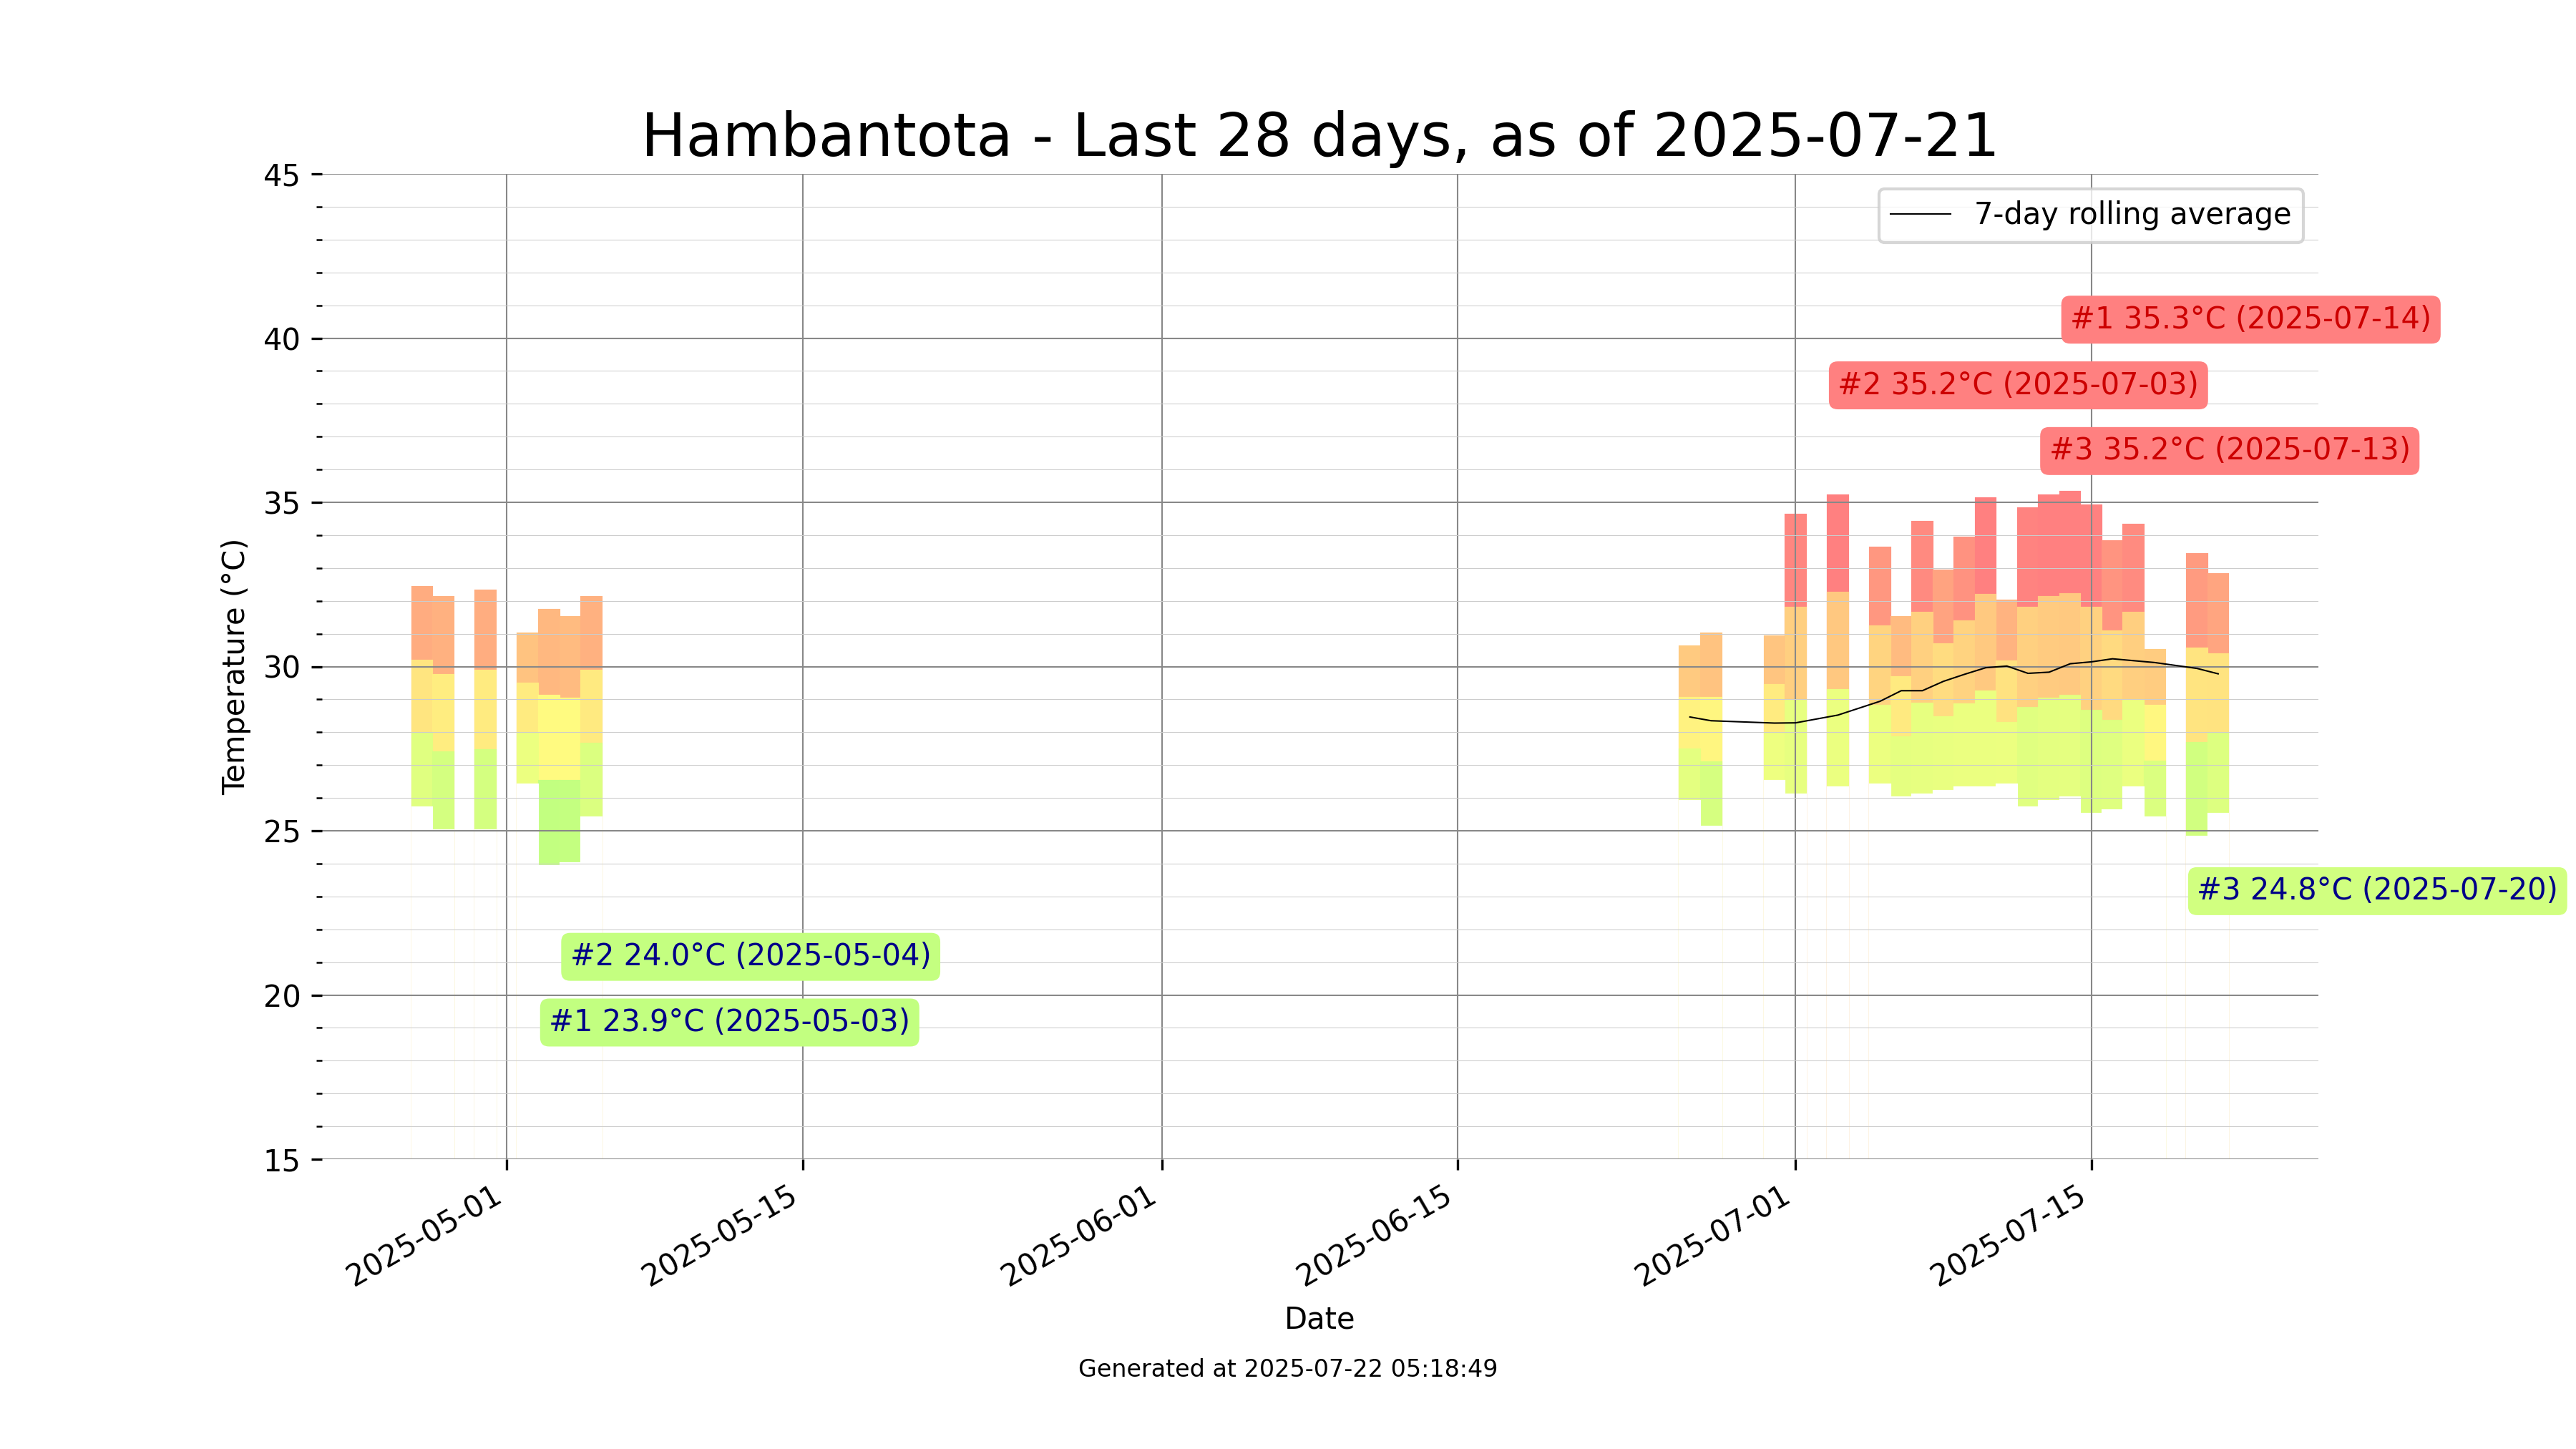 Hambantota - Last 28 days, as of 2025-07-21
45
40
35
30
25
20
15
Temperature (°C)
7-day rolling average
#1 35.3°C (2025-07-14)
#2 35.2°C (2025-07-03)
#3 35.2°C (2025-07-13)
#3 24.8°C (2025-07-20)
#2 24.0°C (2025-05-04)
#1 23.9°C (2025-05-03)
2025-05-01
2025-05-15
2025-06-01
2025-06-15
2025-07-01
2025-07-15
Date
Generated at 2025-07-22 05:18:49